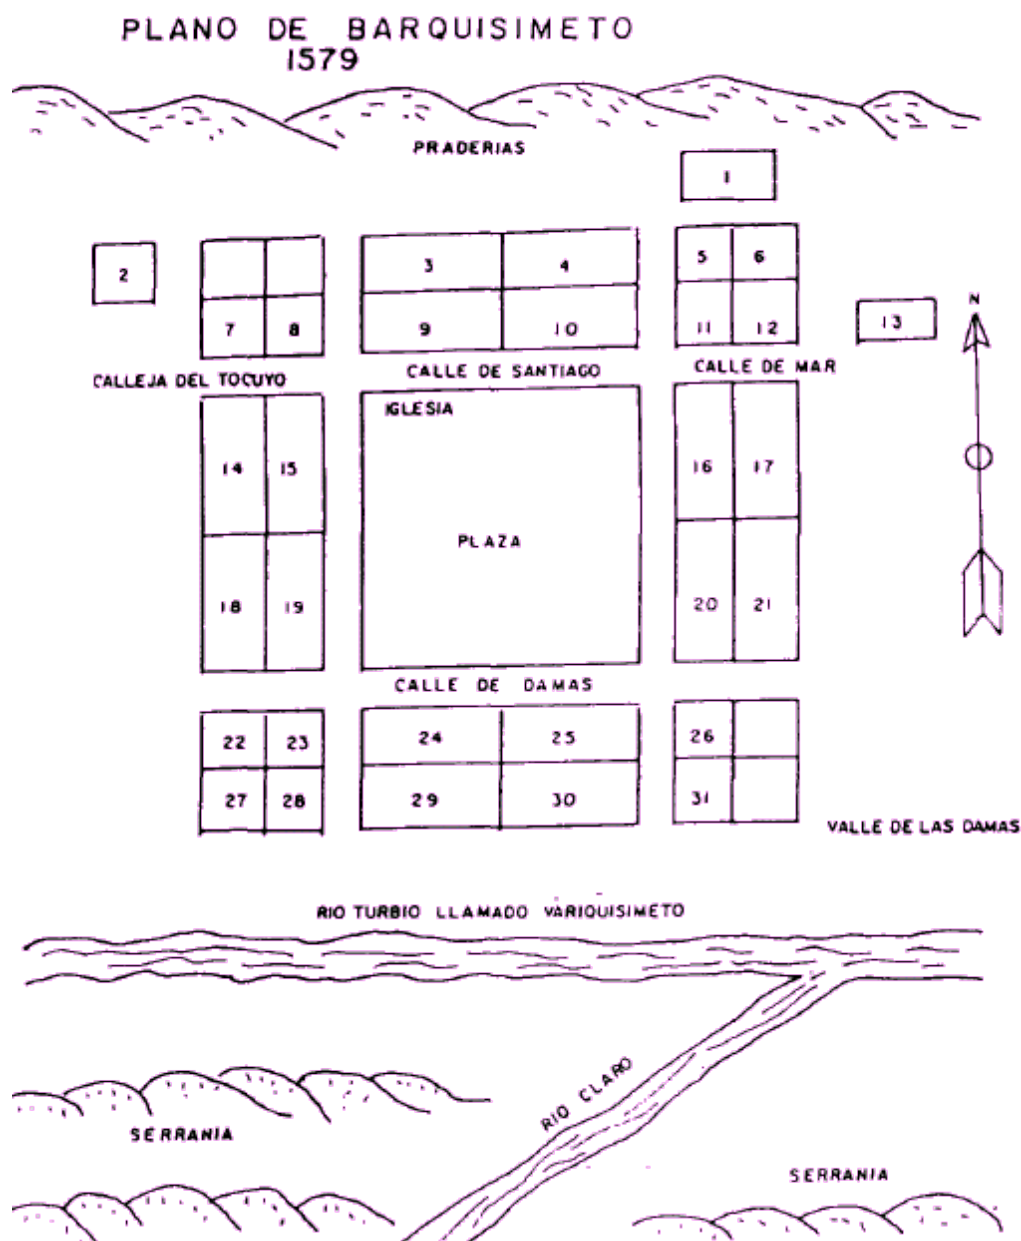 PLANO DE BARQUISIMETO
1579
PRADERIAS
1
2
3
4
5
6
7
8
9
10
11
12
13
CALLEJA DEL TOCUYO
CALLE DE SANTIAGO
CALLE DE MAR
N
IGLESIA
14
15
16
17
PLAZA
18
19
20
21
CALLE DE DAMAS
22
23
24
25
26
27
28
29
30
31
VALLE DE LAS DAMAS
RIO TURBIO LLAMADO VARIQUISIMETO
RIO CLARO
SERRANIA
SERRANIA